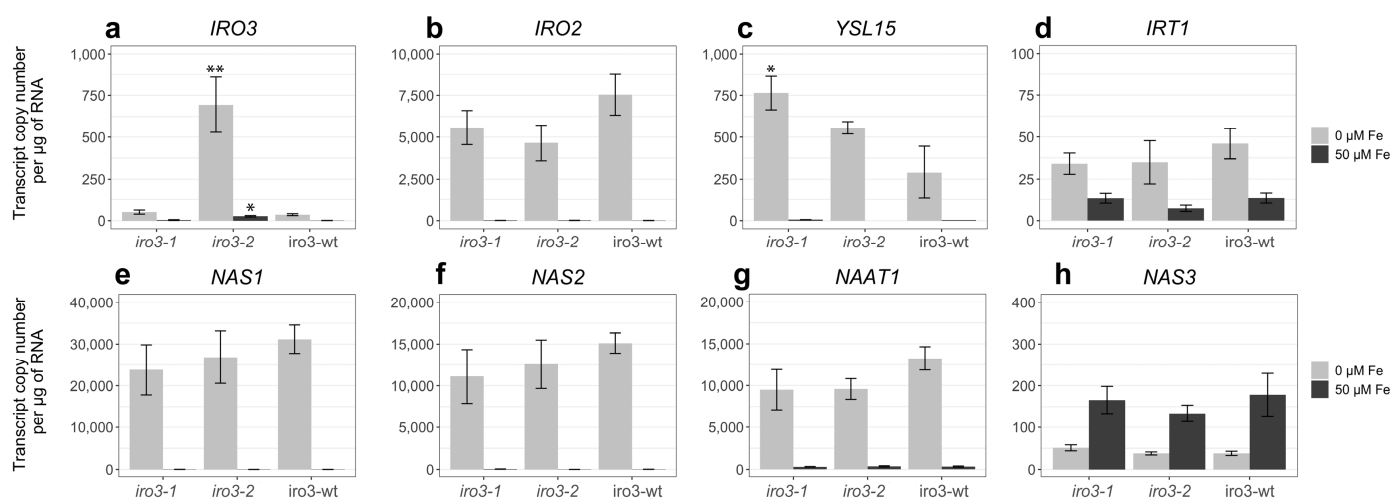 a IRO3
b IRO2
c YSL15
d IRT1
Transcript copy number
per µg of RNA
1,000
750
500
250
0
**
*
iro3-1 iro3-2 iro3-wt
10,000
7,500
5,000
2,500
0
iro3-1 iro3-2 iro3-wt
1,000
750
500
250
0
*
iro3-1 iro3-2 iro3-wt
100
75
50
25
0
iro3-1 iro3-2 iro3-wt
0 µM Fe
50 µM Fe
e NAS1
f NAS2
g NAAT1
h NAS3
Transcript copy number
per µg of RNA
40,000
30,000
20,000
10,000
0
iro3-1 iro3-2 iro3-wt
20,000
15,000
10,000
5,000
0
iro3-1 iro3-2 iro3-wt
20,000
15,000
10,000
5,000
0
iro3-1 iro3-2 iro3-wt
400
300
200
100
0
iro3-1 iro3-2 iro3-wt
0 µM Fe
50 µM Fe